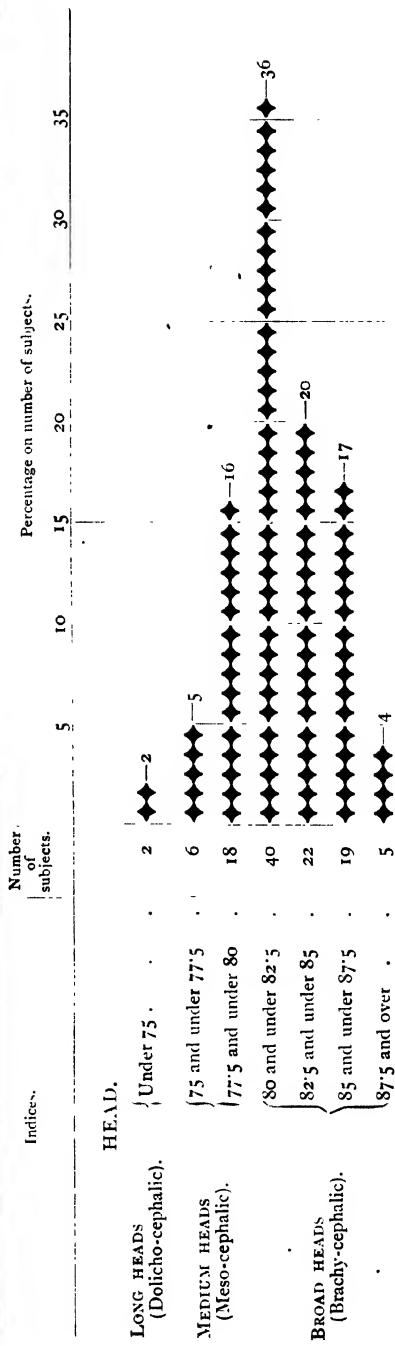 Indices.
Number of subjects.
Percentage on number of subjects.
5 10 15 20 25 30 35
HEAD.
LONG HEADS
(Dolicho-cephalic).
Under 75 . . . 2 —2
MEDIUM HEADS
(Meso-cephalic).
75 and under 77·5 . 6 —5
77·5 and under 80 . 18 —16
BROAD HEADS
(Brachy-cephalic).
80 and under 82·5 . 40 —36
82·5 and under 85 . 22 —20
85 and under 87·5 . 19 —17
87·5 and over . . 5 —4